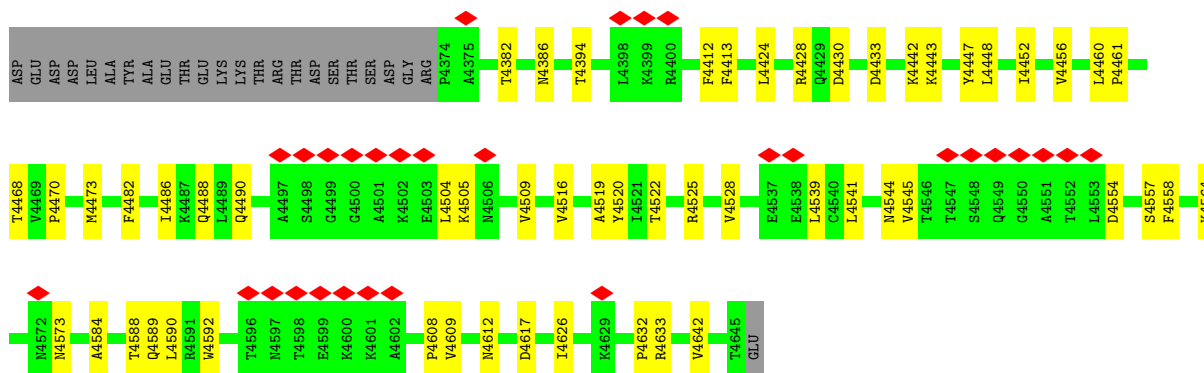 ASP GLU ASP ASP LEU ALA TYR ALA GLU THR GLU LYS LYS THR ARG THR ASP SER THR SER ASP GLY ARG P4374 A4375 T4382 N4386 T4394 L4398 K4399 R4400 F4412 F4413 L4424 R4428 Q4429 D4430 D4433 K4442 K4443 Y4447 L4448 I4452 V4456 L4460 P4461
T4468 V4469 P4470 M4473 F4482 I4486 K4487 Q4488 L4489 Q4490 A4497 S4498 G4499 G4500 A4501 K4502 E4503 L4504 K4505 N4506 V4509 V4516 A4519 Y4520 I4521 T4522 R4525 V4528 E4537 E4538 L4539 G4540 L4541 N4544 V4545 T4546 T4547 S4548 Q4549 G4550 A4551 T4552 L4553 D4554 S4557 F4558
N4572 N4573 A4584 T4588 Q4589 L4590 R4591 W4592 T4596 N4597 T4598 E4599 K4600 K4601 A4602 P4608 V4609 N4612 D4617 I4626 K4629 P4632 R4633 V4642 T4645 GLU